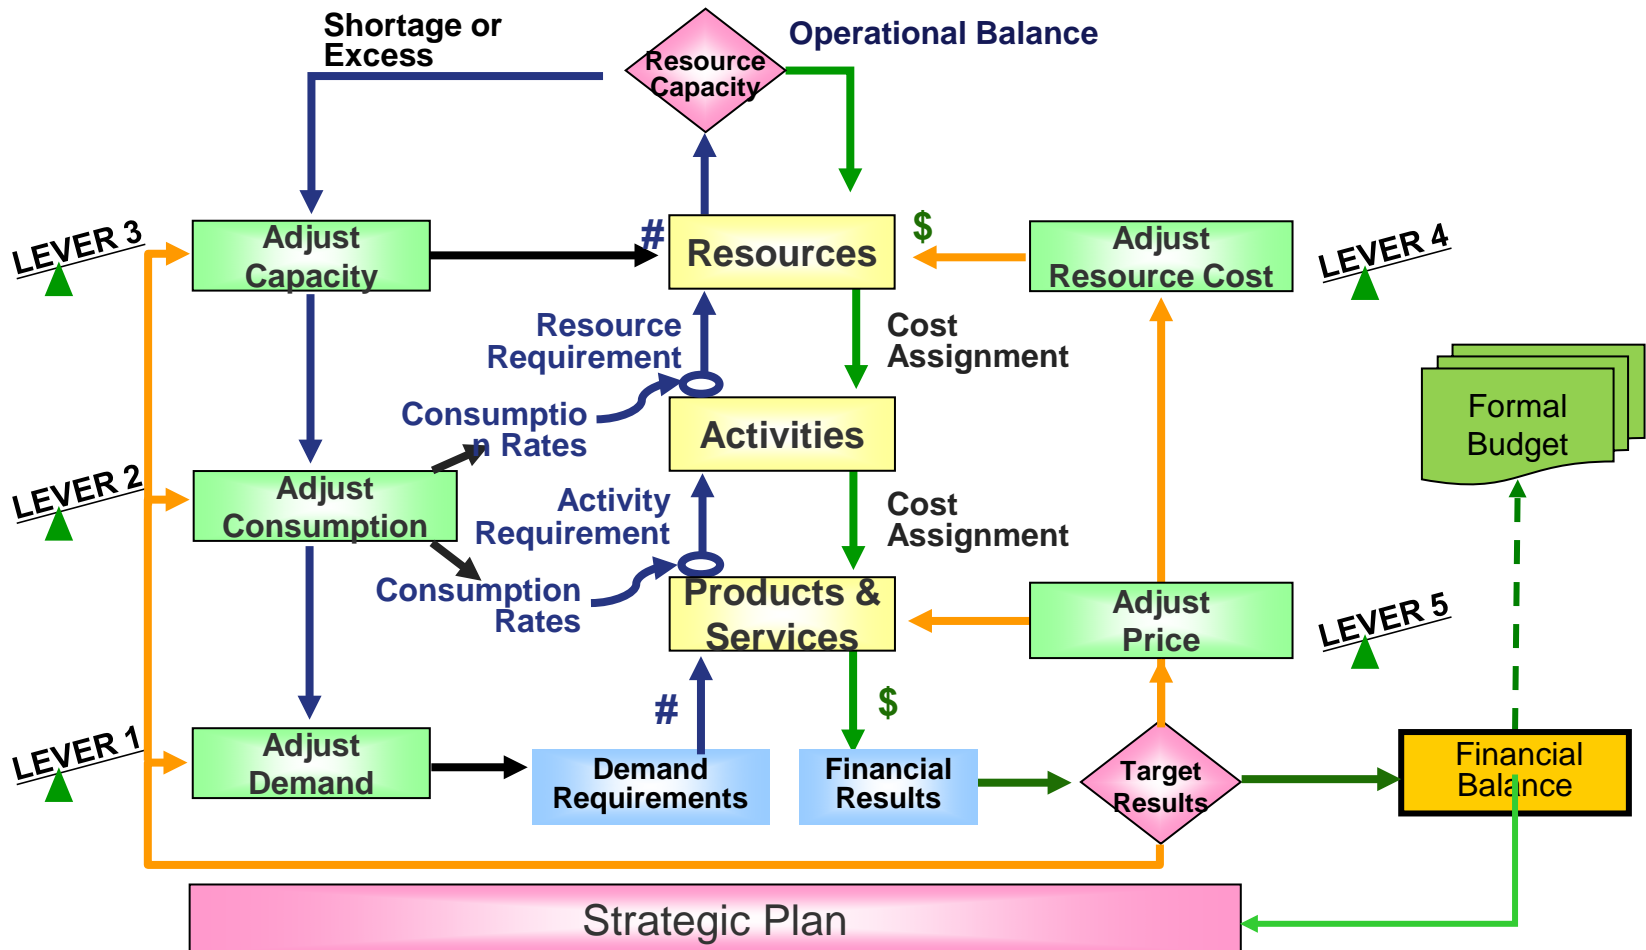 Shortage or
Excess
Resource
Capacity
Operational Balance
LEVER 3
Adjust
Capacity
#
Resources
$
Adjust
Resource Cost
LEVER 4
Resource
Requirement
Cost
Assignment
Consumptio
n Rates
Activities
Formal
Budget
LEVER 2
Adjust
Consumption
Activity
Requirement
Cost
Assignment
Consumption
Rates
Products &
Services
Adjust
Price
LEVER 5
#
$
LEVER 1
Adjust
Demand
Demand
Requirements
Financial
Results
Target
Results
Financial
Balance
Strategic Plan